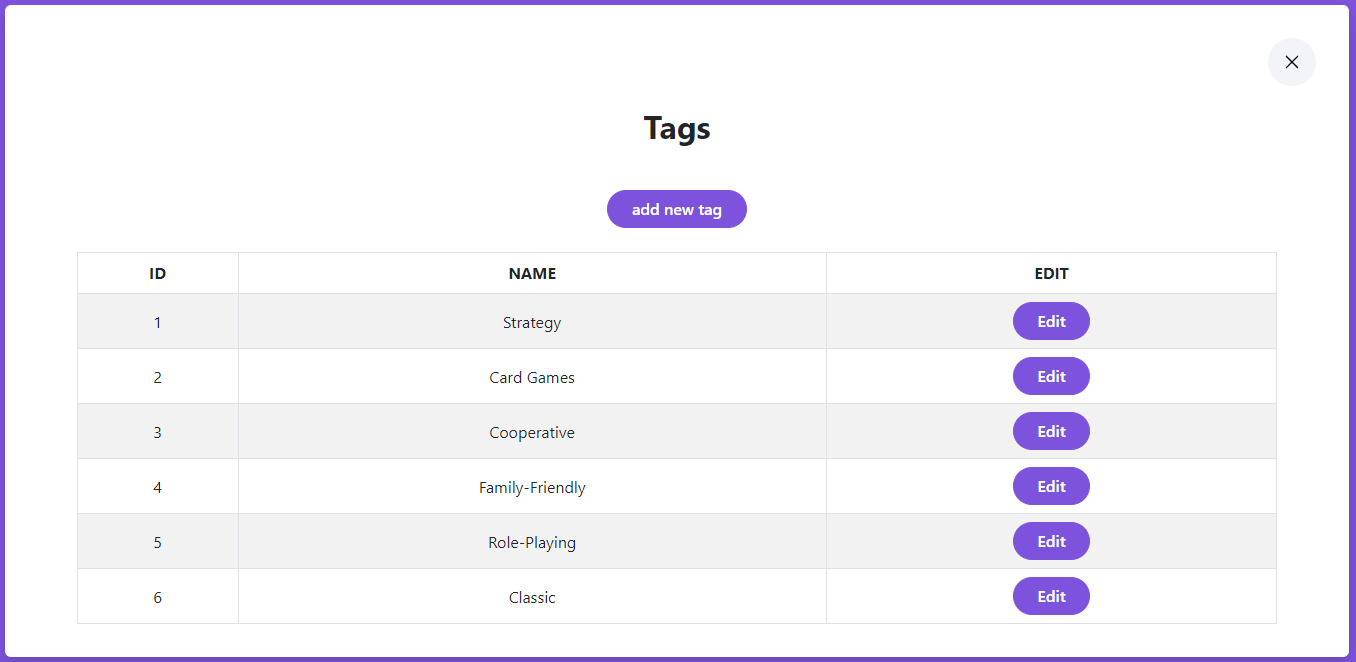 Tags
add new tag
ID NAME EDIT
1 Strategy Edit
2 Card Games Edit
3 Cooperative Edit
4 Family-Friendly Edit
5 Role-Playing Edit
6 Classic Edit